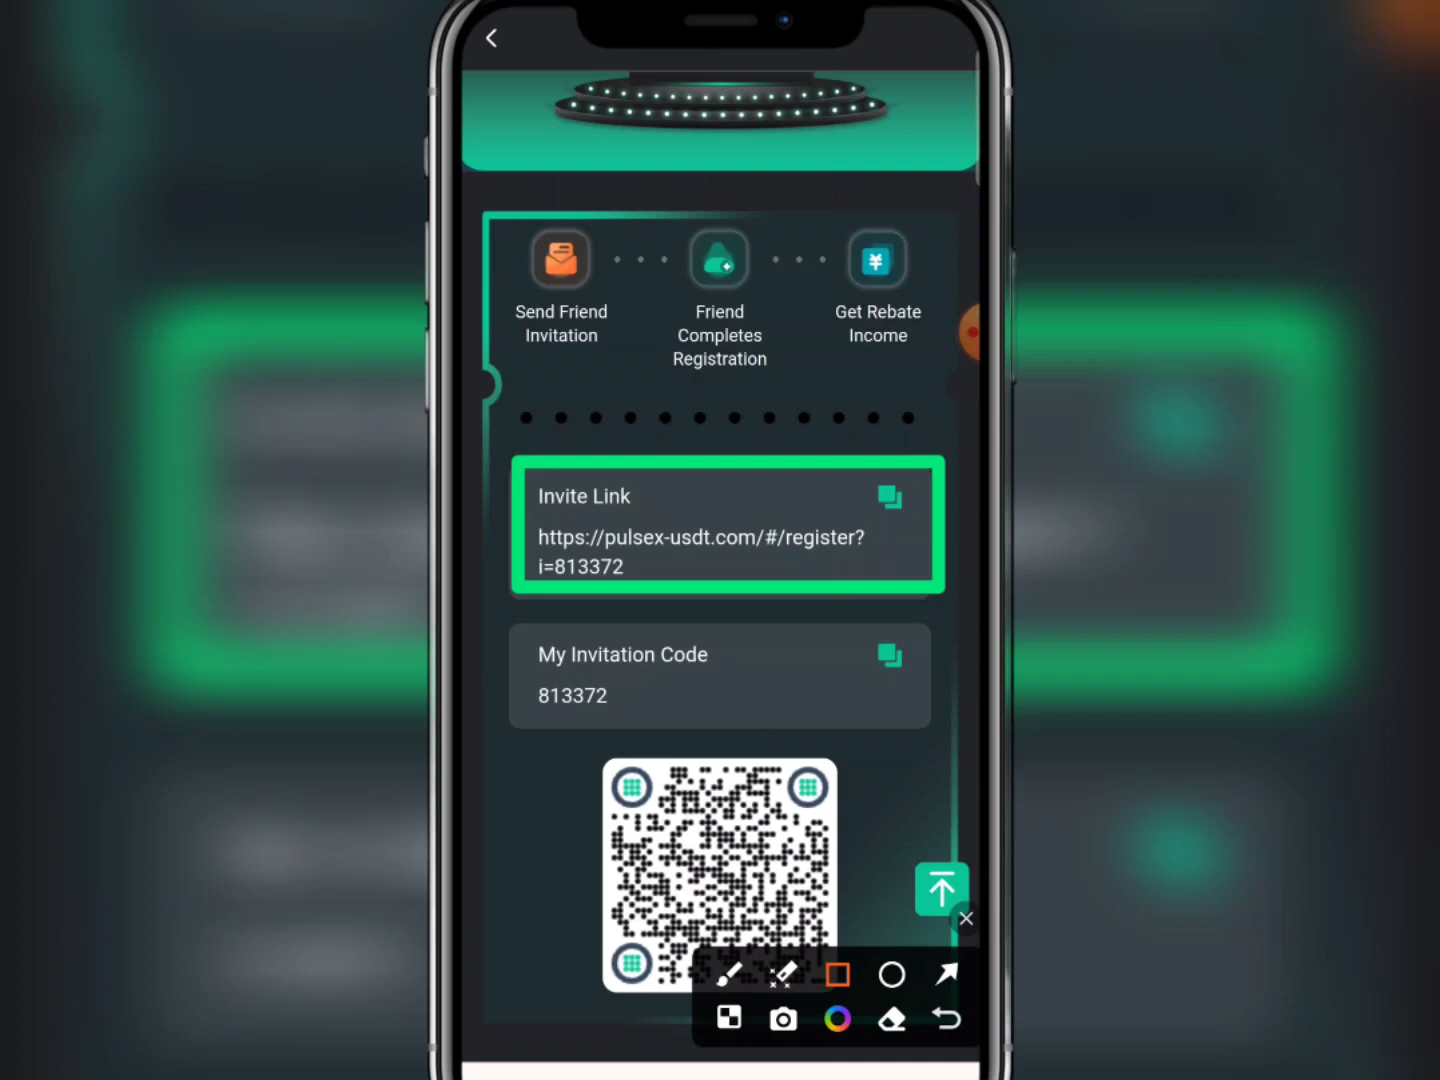 Send Friend
Invitation
Friend
Completes
Registration
Get Rebate
Income
Invite Link
https://pulsex-usdt.com/#/register?
i=813372
My Invitation Code
813372